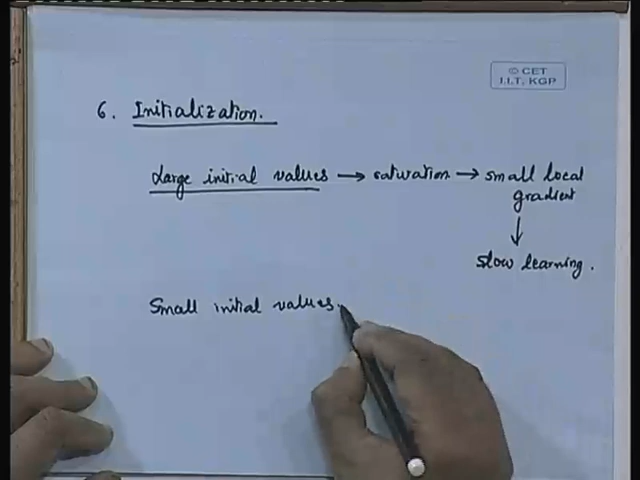 © CET
I.I.T, KGP
6. Initialization.
Large initial values → saturation → small local
gradient
↓
slow learning.
Small initial values.